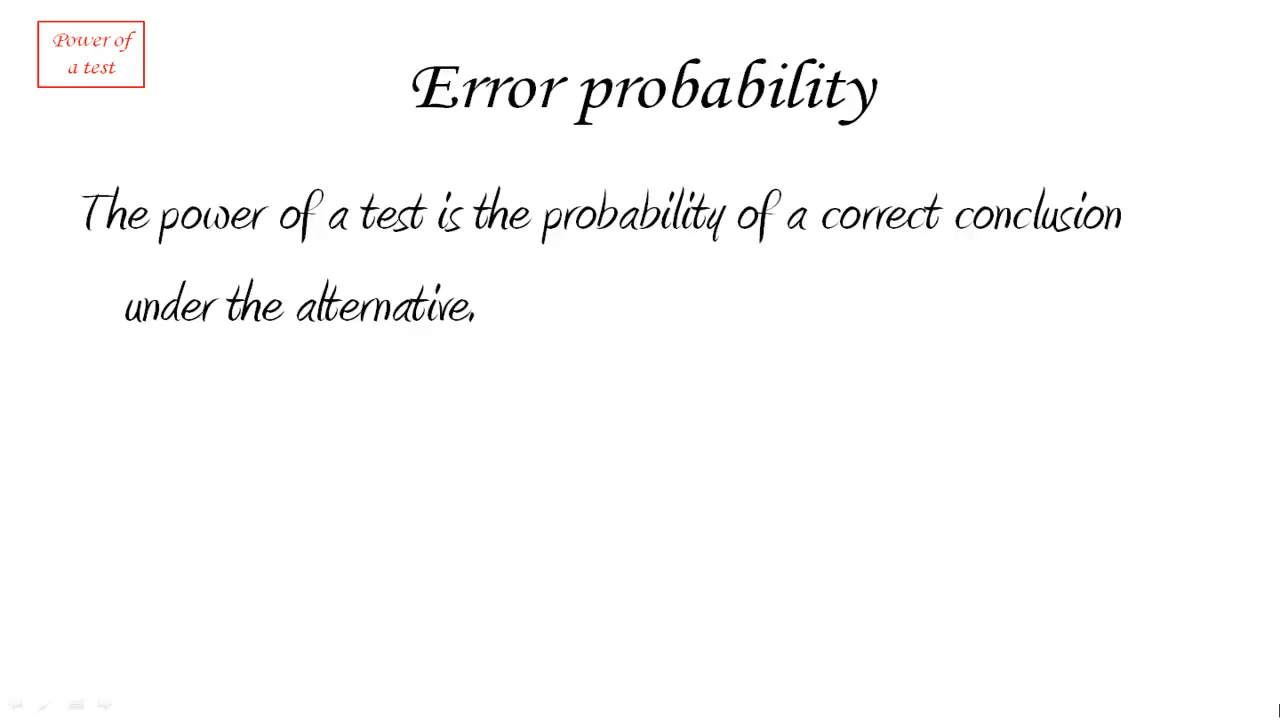 Power of
a test
Error probability
The power of a test is the probability of a correct conclusion
under the alternative.